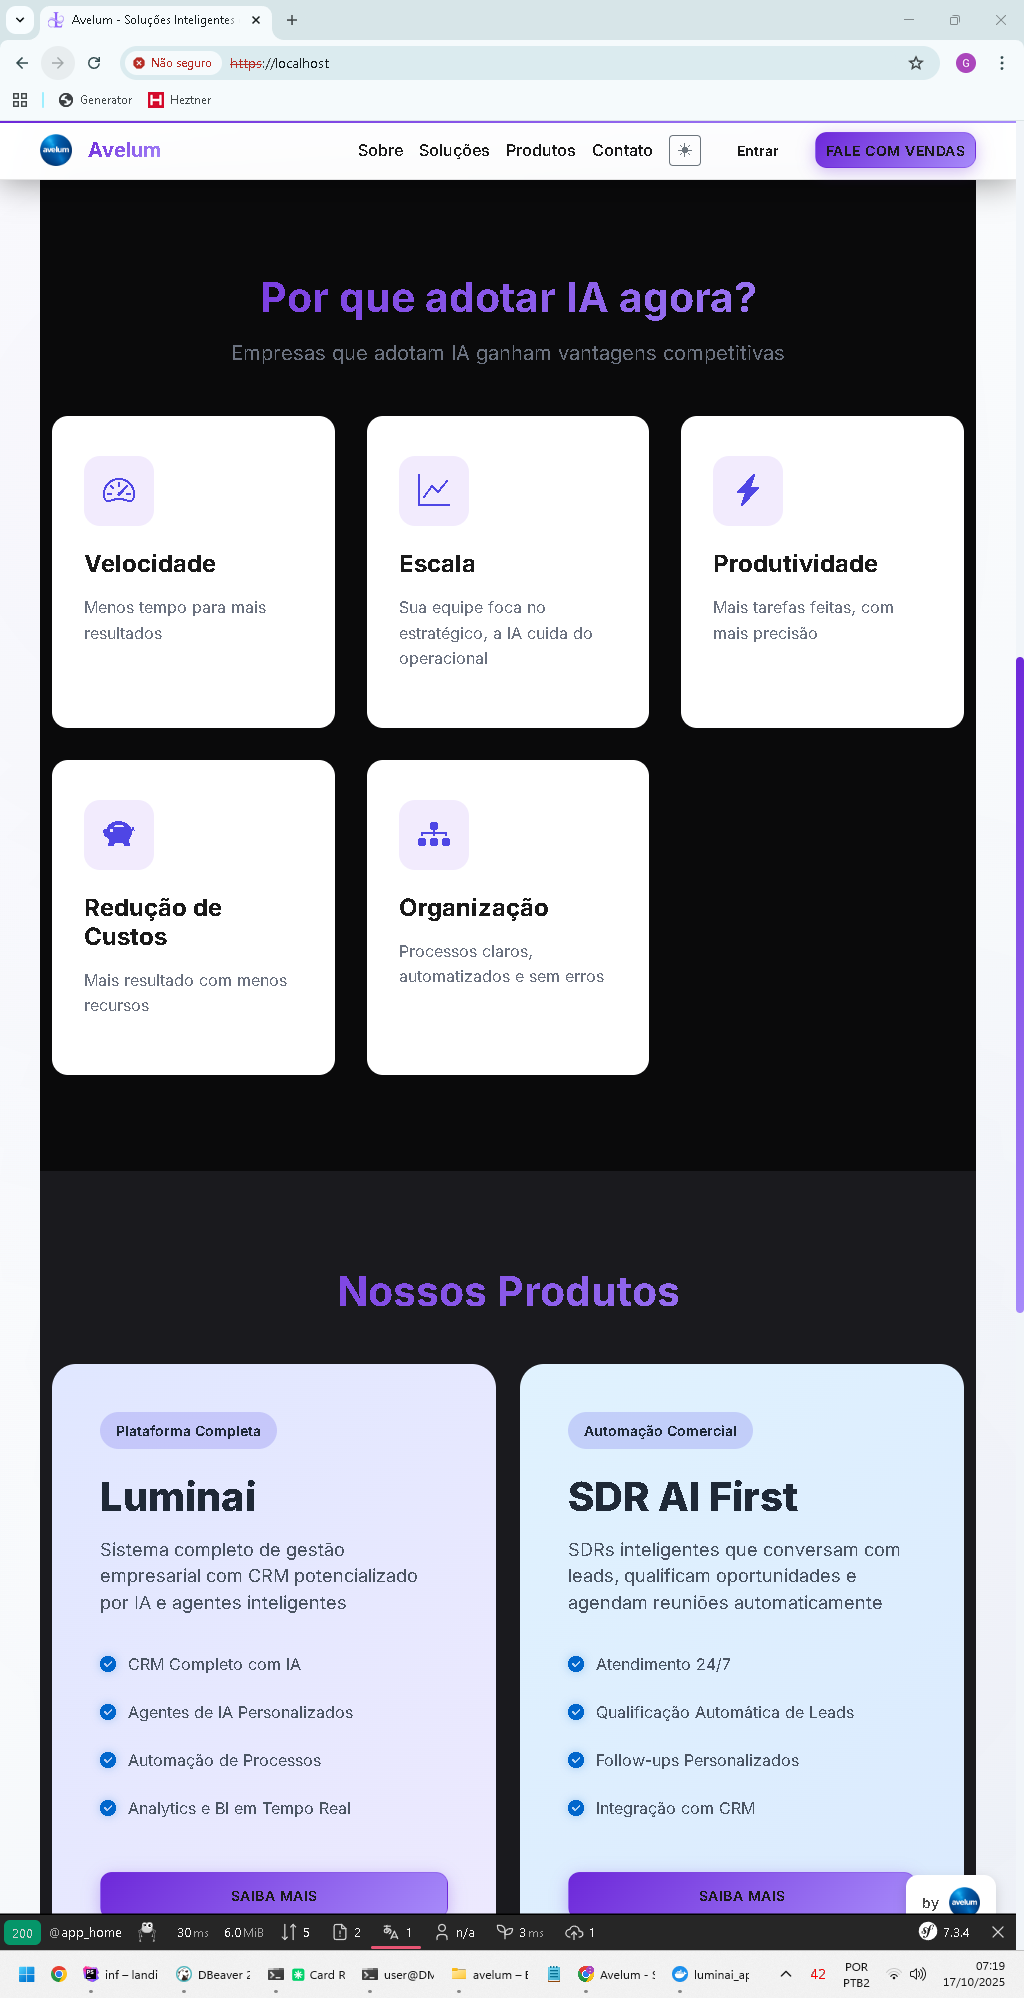 Avelum - Soluções Inteligentes
Não seguro
https://localhost
G
Generator
Heztner
avelum
Avelum
Sobre
Soluções
Produtos
Contato
Entrar
FALE COM VENDAS
Por que adotar IA agora?
Empresas que adotam IA ganham vantagens competitivas
Velocidade
Menos tempo para mais
resultados
Escala
Sua equipe foca no
estratégico, a IA cuida do
operacional
Produtividade
Mais tarefas feitas, com
mais precisão
Redução de
Custos
Mais resultado com menos
recursos
Organização
Processos claros,
automatizados e sem erros
Nossos Produtos
Plataforma Completa
Luminai
Sistema completo de gestão
empresarial com CRM potencializado
por IA e agentes inteligentes
CRM Completo com IA
Agentes de IA Personalizados
Automação de Processos
Analytics e BI em Tempo Real
SAIBA MAIS
Automação Comercial
SDR AI First
SDRs inteligentes que conversam com
leads, qualificam oportunidades e
agendam reuniões automaticamente
Atendimento 24/7
Qualificação Automática de Leads
Follow-ups Personalizados
Integração com CRM
SAIBA MAIS
by avelum
200 @app_home 30 ms 6.0 MiB 5 2 1 n/a 3 ms 1 sf 7.3.4
PS inf – landi
DBeaver 2
Card R
user@DM
avelum – E
Avelum - S
luminai_ap
42
POR
PTB2
07:19
17/10/2025